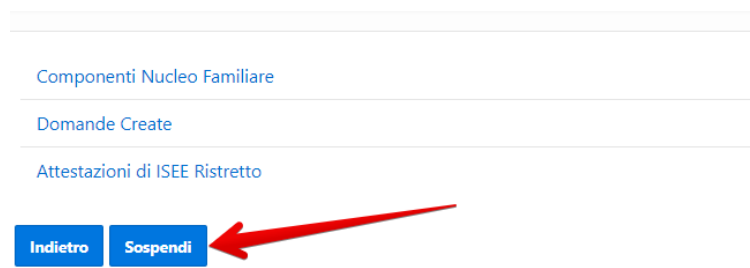 Componenti Nucleo Familiare
Domande Create
Attestazioni di ISEE Ristretto
Indietro Sospendi